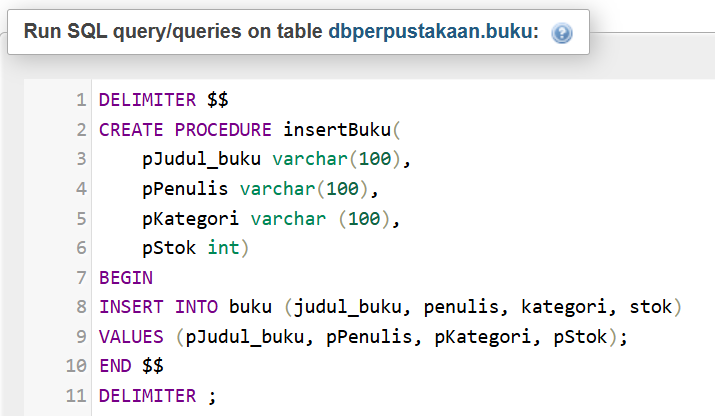 Run SQL query/queries on table dbperpustakaan.buku:
1 DELIMITER $$
2 CREATE PROCEDURE insertBuku(
3 pJudul_buku varchar(100),
4 pPenulis varchar(100),
5 pKategori varchar (100),
6 pStok int)
7 BEGIN
8 INSERT INTO buku (judul_buku, penulis, kategori, stok)
9 VALUES (pJudul_buku, pPenulis, pKategori, pStok);
10 END $$
11 DELIMITER ;